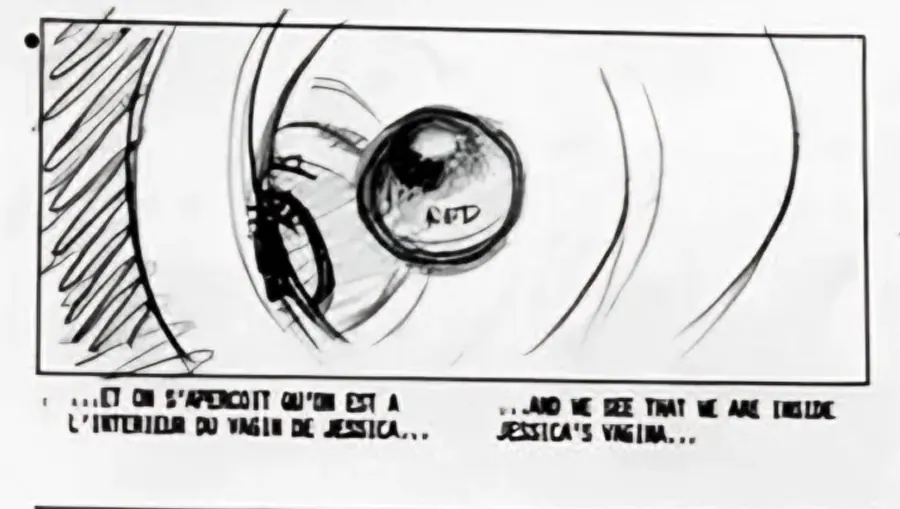 RED
...ET ON S'APERCOIT QU'ON EST A
L'INTERIEUR DU VAGIN DE JESSICA...
...AND WE SEE THAT WE ARE INSIDE
JESSICA'S VAGINA...